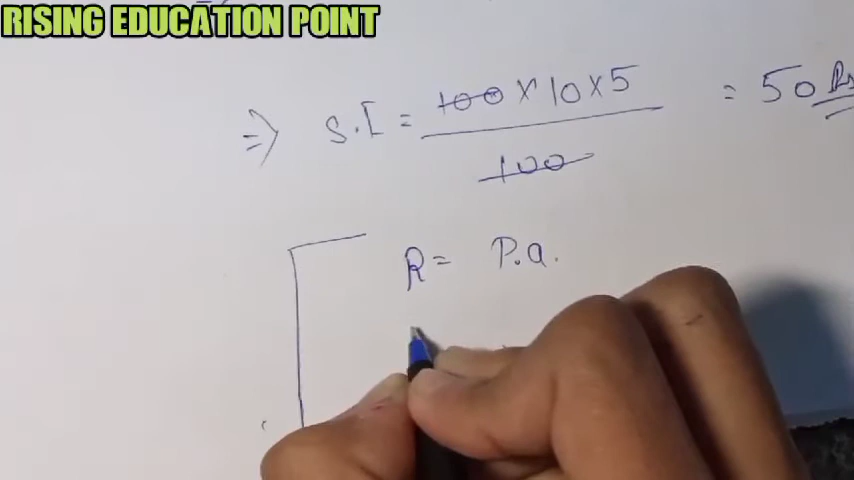 RISING EDUCATION POINT
=> S.I = 100 × 10 × 5 / 100 = 50 Rs
R = P.a.